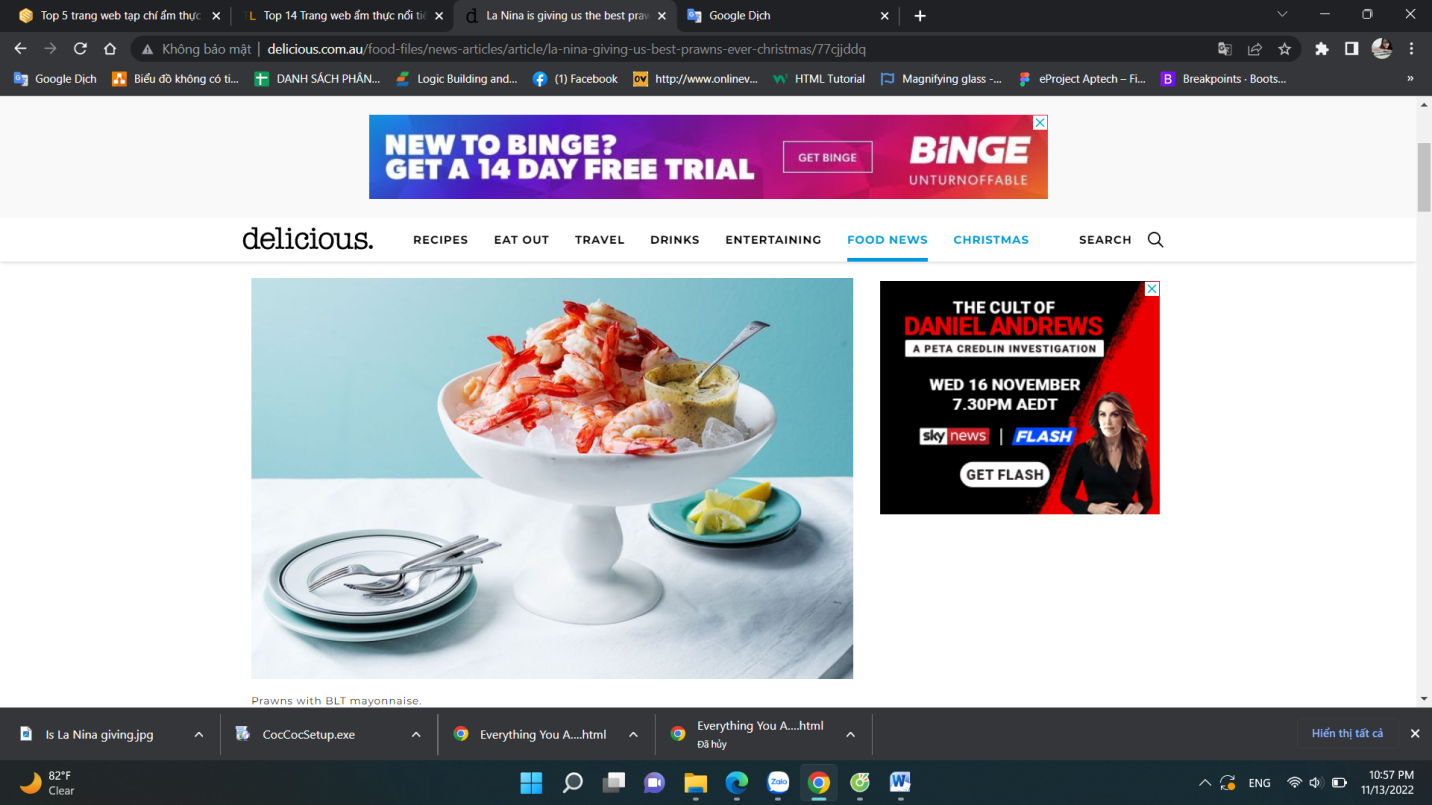 Top 5 trang web tạp chí ẩm thực
TL Top 14 Trang web ẩm thực nổi tiế
d La Nina is giving us the best praw
Google Dịch
Không bảo mật | delicious.com.au/food-files/news-articles/article/la-nina-giving-us-best-prawns-ever-christmas/77cjjddq
Google Dịch
Biểu đồ không có ti...
DANH SÁCH PHÂN...
Logic Building and...
(1) Facebook
OV http://www.onlinev...
HTML Tutorial
Magnifying glass -...
eProject Aptech – Fi...
B Breakpoints · Boots...
»
NEW TO BINGE?
GET A 14 DAY FREE TRIAL
GET BINGE
BiNGE
UNTURNOFFABLE
delicious.
RECIPES EAT OUT TRAVEL DRINKS ENTERTAINING FOOD NEWS CHRISTMAS SEARCH
THE CULT OF
DANIEL ANDREWS
A PETA CREDLIN INVESTIGATION
WED 16 NOVEMBER
7.30PM AEDT
sky news | FLASH
GET FLASH
Prawns with BLT mayonnaise.
Is La Nina giving.jpg
CocCocSetup.exe
Everything You A....html
Everything You A....html
Đã hủy
Hiển thị tất cả
82°F
Clear
Zalo
W
ENG
10:57 PM
11/13/2022